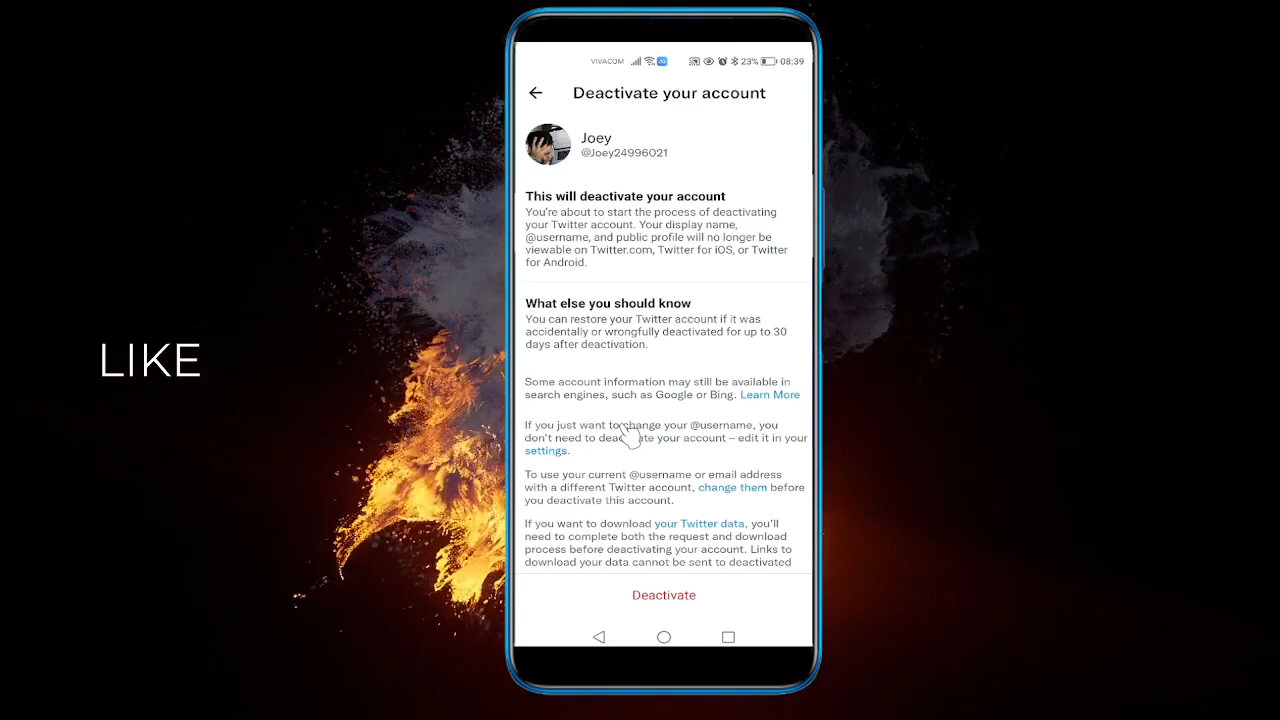 VIVACOM 23% 08:39
Deactivate your account
Joey
@Joey24996021
This will deactivate your account
You're about to start the process of deactivating
your Twitter account. Your display name,
@username, and public profile will no longer be
viewable on Twitter.com, Twitter for iOS, or Twitter
for Android.
What else you should know
You can restore your Twitter account if it was
accidentally or wrongfully deactivated for up to 30
days after deactivation.
Some account information may still be available in
search engines, such as Google or Bing. Learn More
If you just want to change your @username, you
don't need to deactivate your account – edit it in your
settings.
To use your current @username or email address
with a different Twitter account, change them before
you deactivate this account.
If you want to download your Twitter data, you'll
need to complete both the request and download
process before deactivating your account. Links to
download your data cannot be sent to deactivated
Deactivate
LIKE